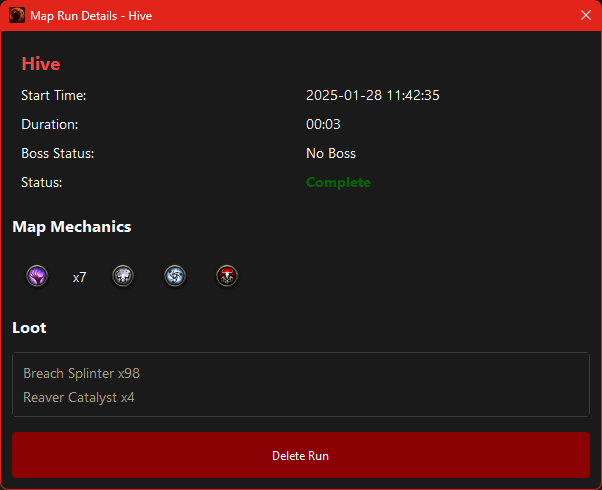 Map Run Details - Hive
Hive
Start Time: 2025-01-28 11:42:35
Duration: 00:03
Boss Status: No Boss
Status: Complete
Map Mechanics
x7
Loot
Breach Splinter x98
Reaver Catalyst x4
Delete Run